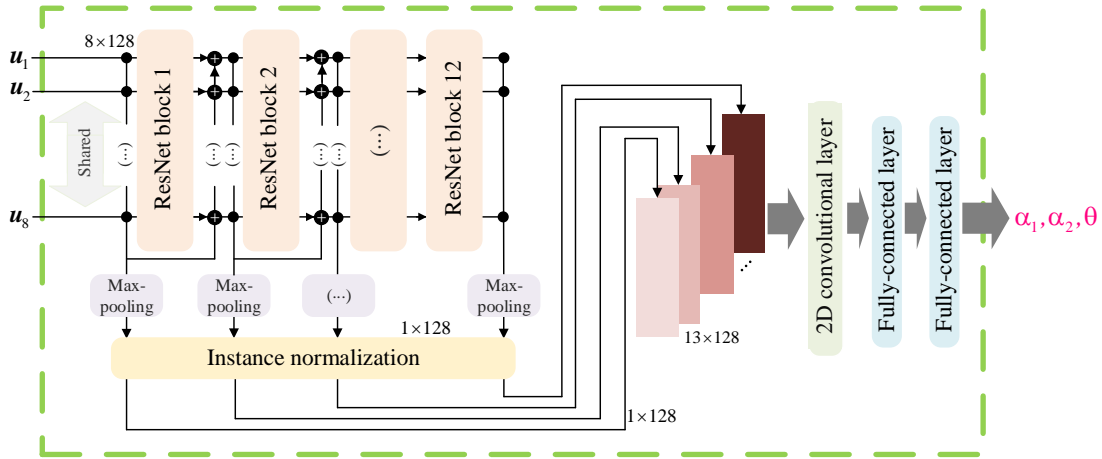 8×128
u1
u2
u8
Shared
(...)
ResNet block 1
(...)
(...)
ResNet block 2
(...)
(...)
(...)
ResNet block 12
Max-
pooling
Max-
pooling
(...)
Max-
pooling
1×128
Instance normalization
1×128
13×128
...
2D convolutional layer
Fully-connected layer
Fully-connected layer
α1,α2,θ